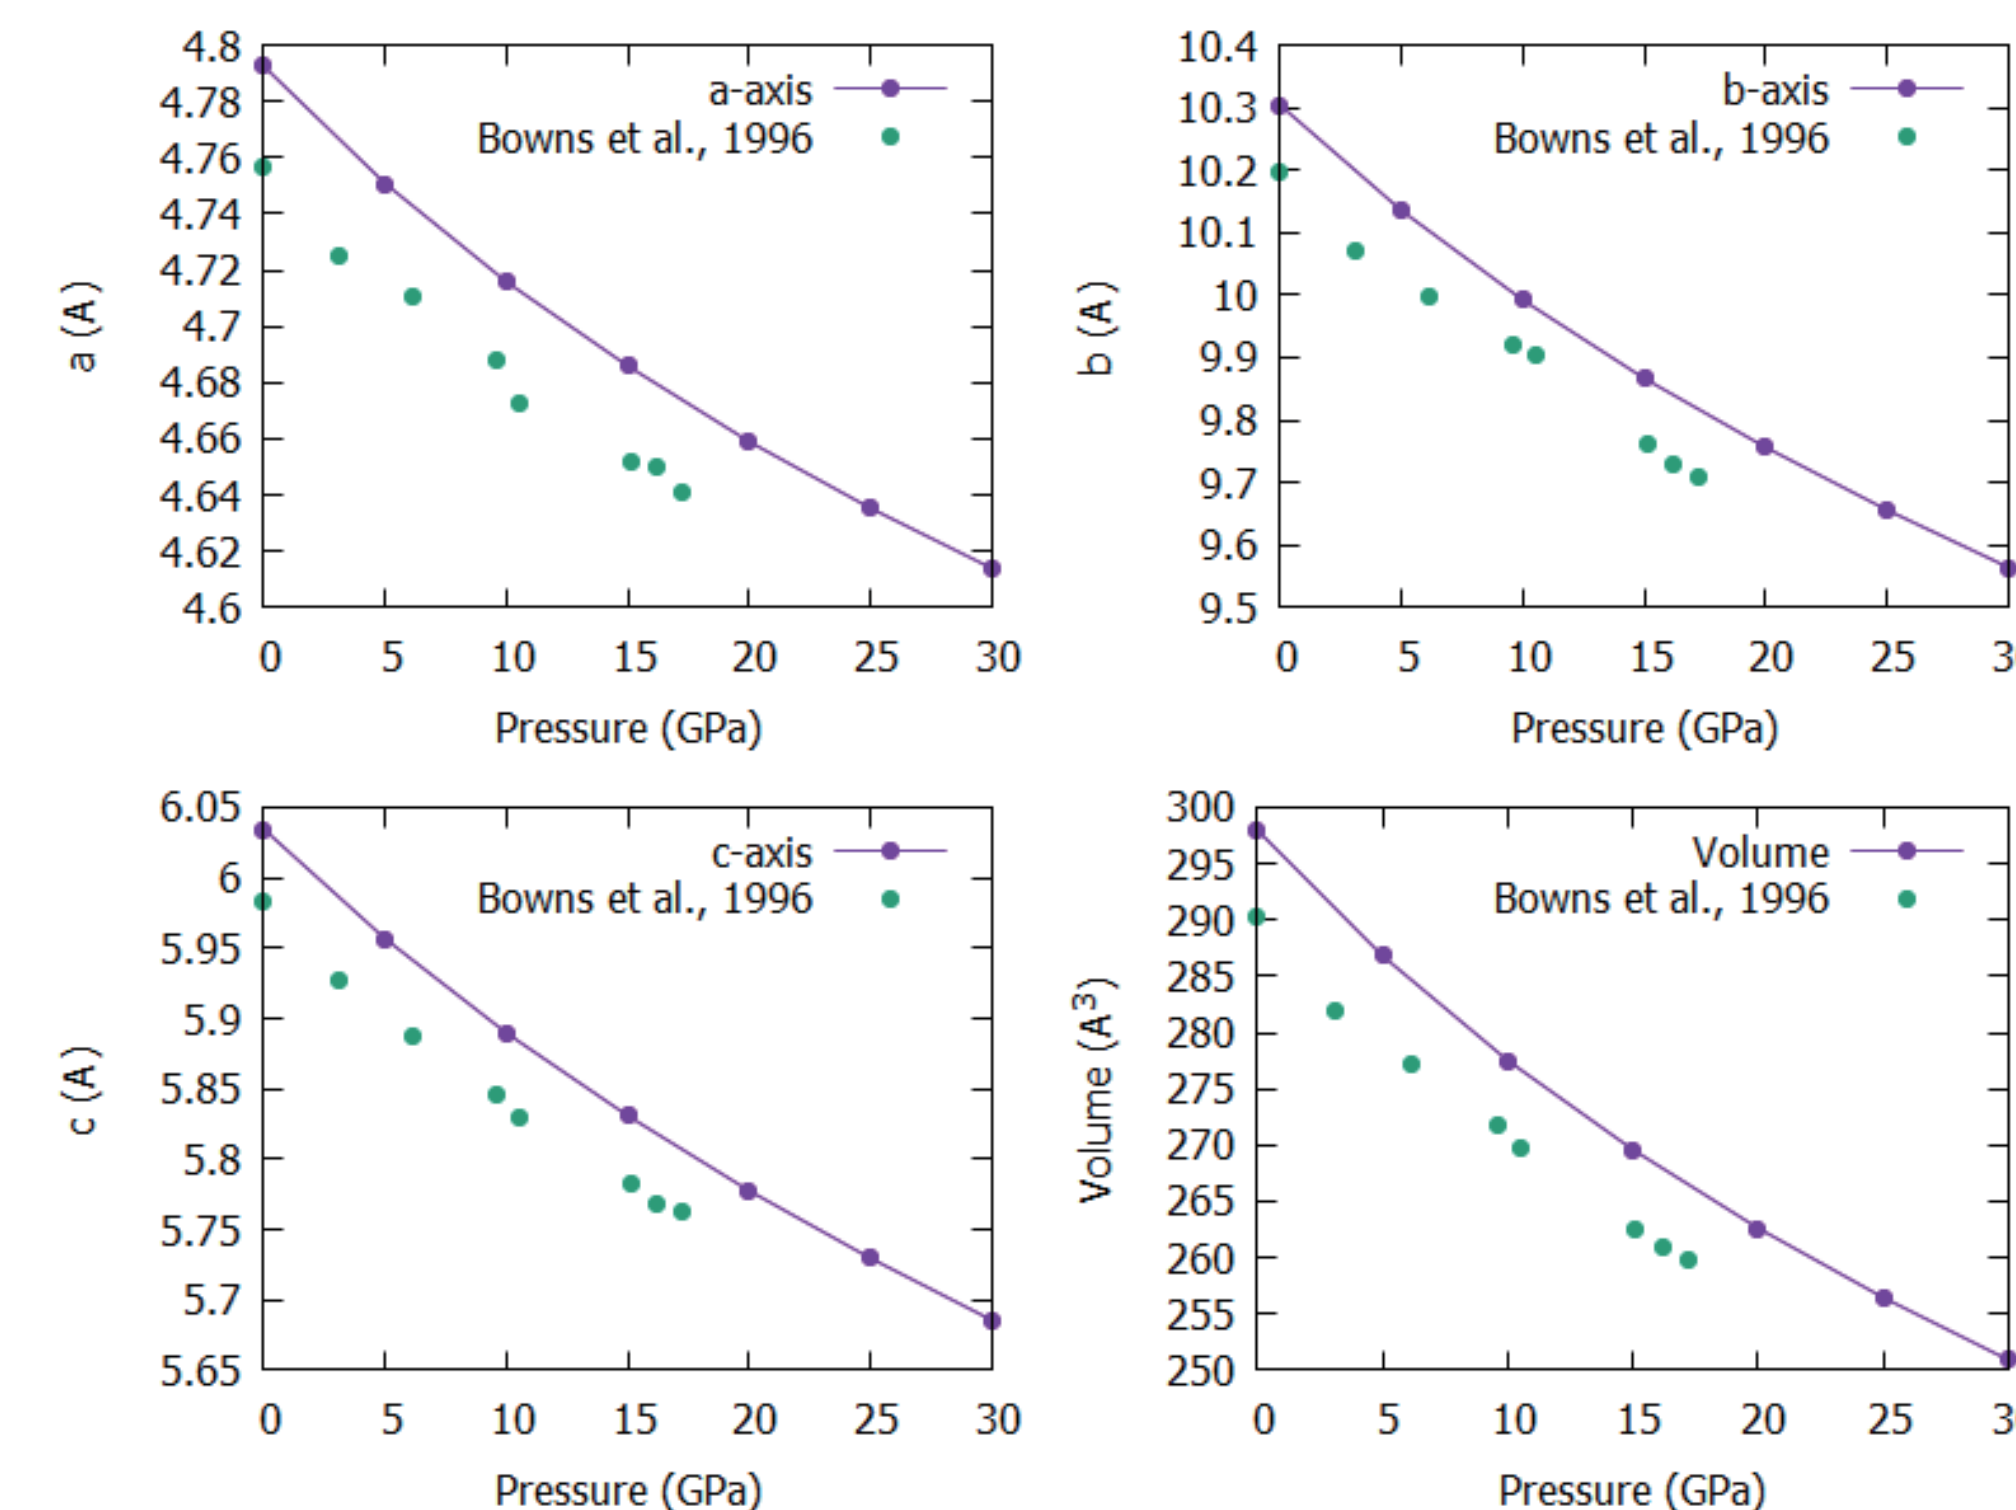 4.8
4.78
4.76
4.74
4.72
4.7
4.68
4.66
4.64
4.62
4.6
a (A)
a-axis
Bowns et al., 1996
0 5 10 15 20 25 30
Pressure (GPa)
10.4
10.3
10.2
10.1
10
9.9
9.8
9.7
9.6
9.5
b (A)
b-axis
Bowns et al., 1996
0 5 10 15 20 25 3
Pressure (GPa)
6.05
6
5.95
5.9
5.85
5.8
5.75
5.7
5.65
c (A)
c-axis
Bowns et al., 1996
0 5 10 15 20 25 30
Pressure (GPa)
300
295
290
285
280
275
270
265
260
255
250
Volume (A³)
Volume
Bowns et al., 1996
0 5 10 15 20 25 3
Pressure (GPa)